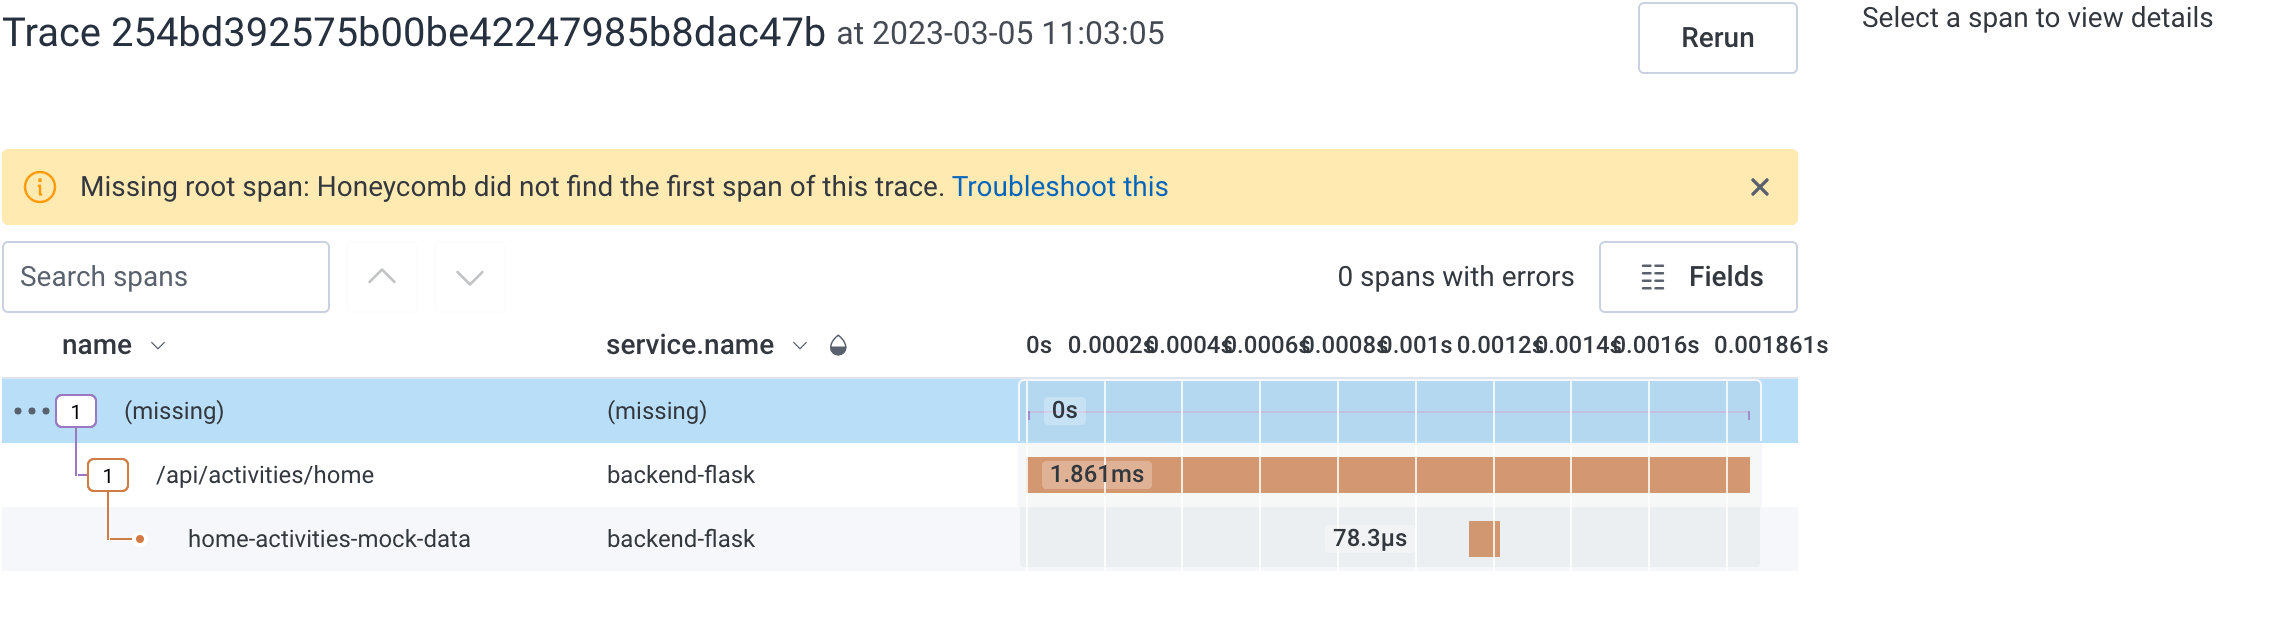 Trace 254bd392575b00be42247985b8dac47b at 2023-03-05 11:03:05
Rerun
Select a span to view details
Missing root span: Honeycomb did not find the first span of this trace. Troubleshoot this
Search spans
0 spans with errors
Fields
name service.name 0s 0.0002s 0.0004s 0.0006s 0.0008s 0.001s 0.0012s 0.0014s 0.0016s 0.001861s
1 (missing) (missing) 0s
1 /api/activities/home backend-flask 1.861ms
home-activities-mock-data backend-flask 78.3μs